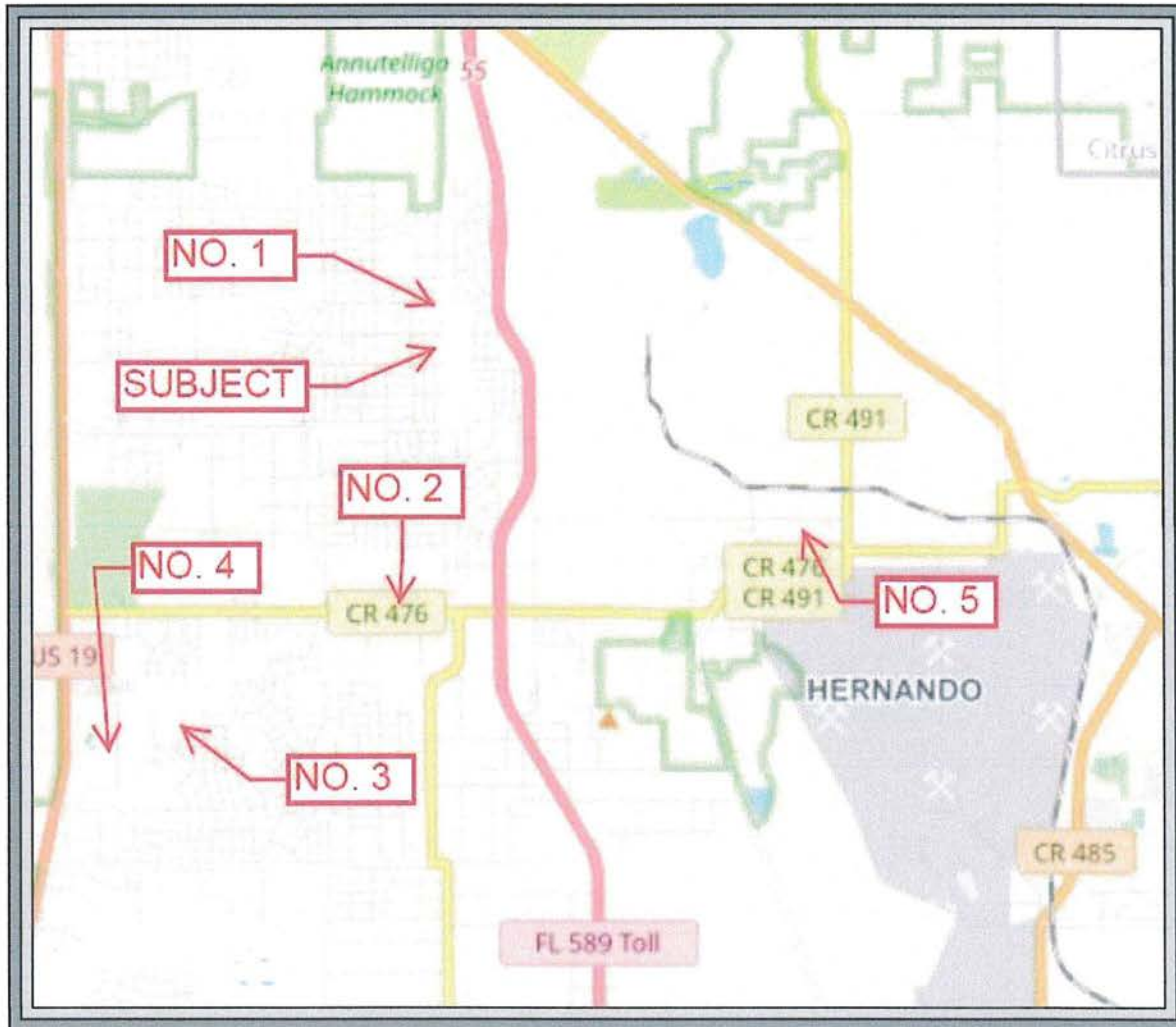 Annutelliga
Hammock
55
Citrus
NO. 1
SUBJECT
CR 491
NO. 2
NO. 4
CR 476
CR 491
CR 476
NO. 5
US 19
HERNANDO
NO. 3
CR 485
FL 589 Toll